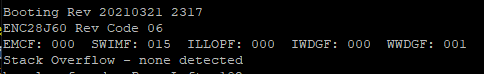 Booting Rev 20210321 2317
ENC28J60 Rev Code 06
EMCF: 000  SWIMF: 015  ILLOPF: 000  IWDGF: 000  WWDGF: 001
Stack Overflow - none detected